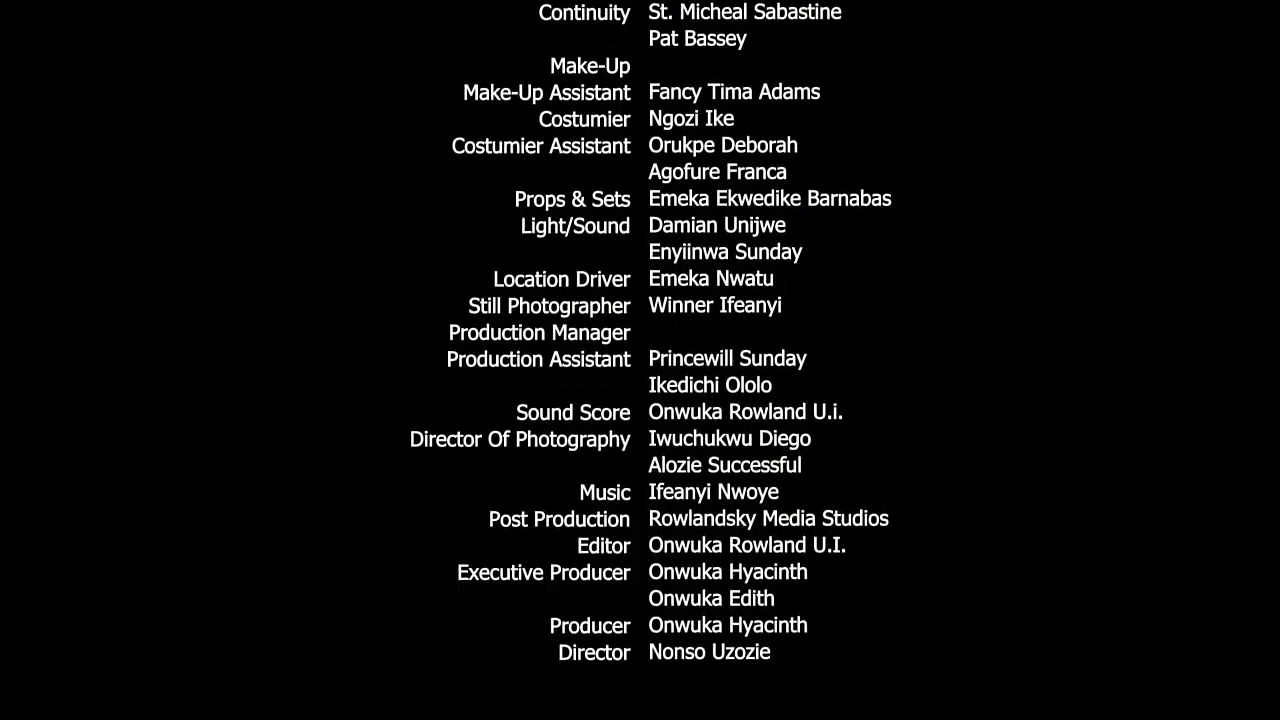 Continuity St. Micheal Sabastine
Pat Bassey
Make-Up
Make-Up Assistant Fancy Tima Adams
Costumier Ngozi Ike
Costumier Assistant Orukpe Deborah
Agofure Franca
Props & Sets Emeka Ekwedike Barnabas
Light/Sound Damian Unijwe
Enyiinwa Sunday
Location Driver Emeka Nwatu
Still Photographer Winner Ifeanyi
Production Manager
Production Assistant Princewill Sunday
Ikedichi Ololo
Sound Score Onwuka Rowland U.i.
Director Of Photography Iwuchukwu Diego
Alozie Successful
Music Ifeanyi Nwoye
Post Production Rowlandsky Media Studios
Editor Onwuka Rowland U.I.
Executive Producer Onwuka Hyacinth
Onwuka Edith
Producer Onwuka Hyacinth
Director Nonso Uzozie